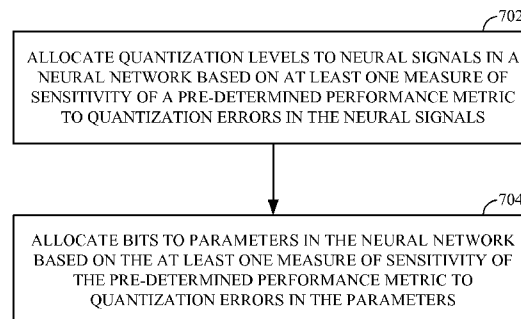 702
ALLOCATE QUANTIZATION LEVELS TO NEURAL SIGNALS IN A
NEURAL NETWORK BASED ON AT LEAST ONE MEASURE OF
SENSITIVITY OF A PRE-DETERMINED PERFORMANCE METRIC
TO QUANTIZATION ERRORS IN THE NEURAL SIGNALS
704
ALLOCATE BITS TO PARAMETERS IN THE NEURAL NETWORK
BASED ON THE AT LEAST ONE MEASURE OF SENSITIVITY OF
THE PRE-DETERMINED PERFORMANCE METRIC TO
QUANTIZATION ERRORS IN THE PARAMETERS